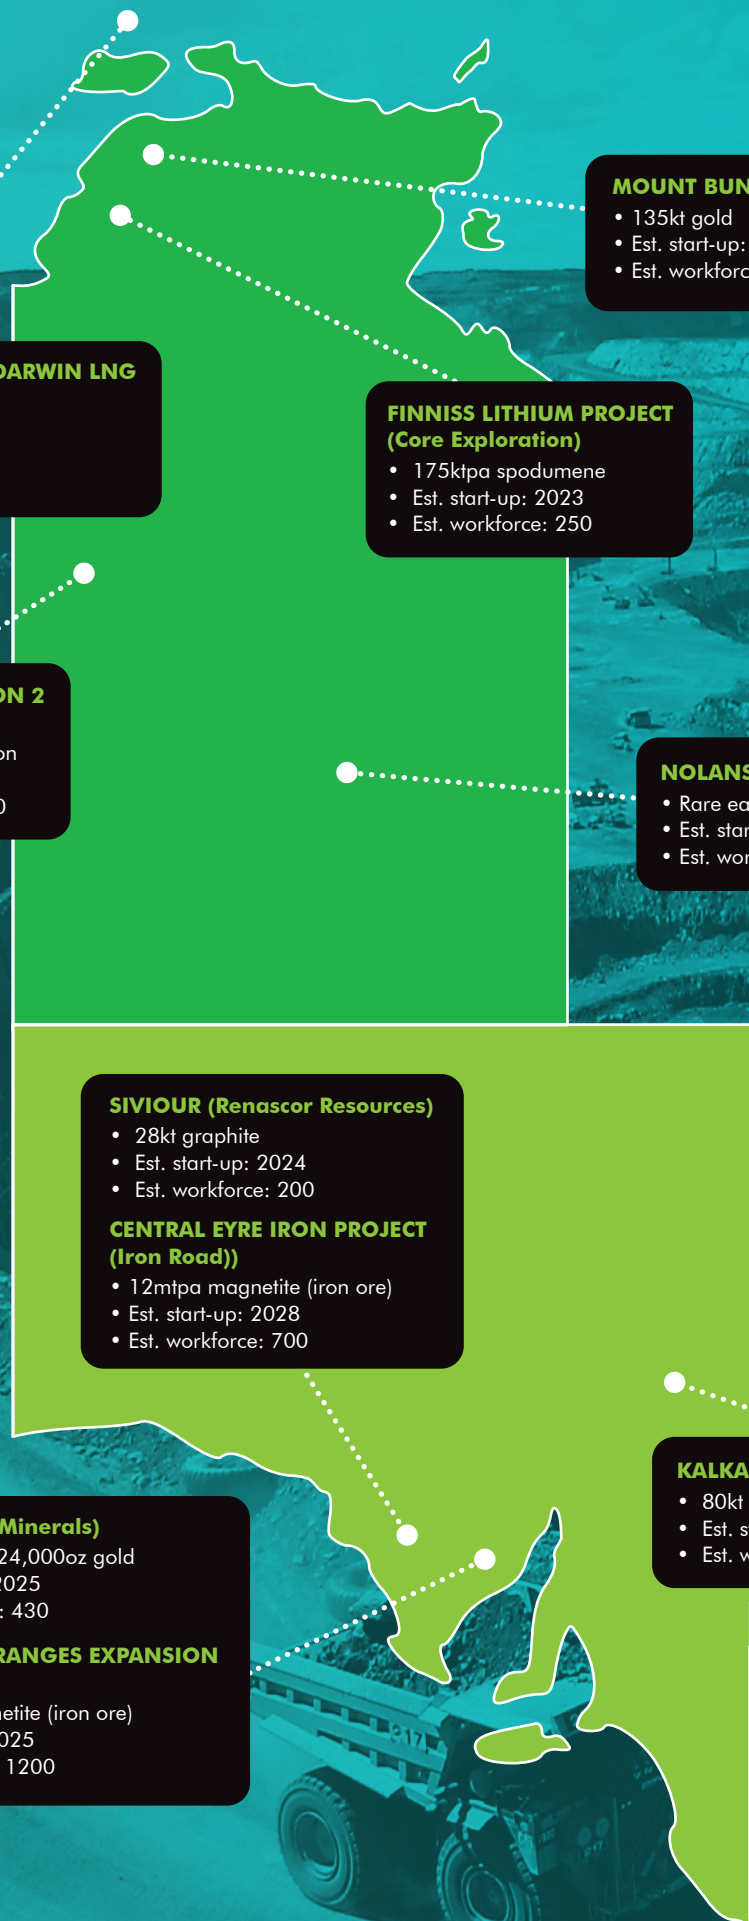 MOUNT BUN
• 135kt gold
• Est. start-up:
• Est. workforc
DARWIN LNG
FINNISS LITHIUM PROJECT
(Core Exploration)
• 175ktpa spodumene
• Est. start-up: 2023
• Est. workforce: 250
ON 2
on
0
NOLANS
• Rare ea
• Est. star
• Est. wor
SIVIOUR (Renascor Resources)
• 28kt graphite
• Est. start-up: 2024
• Est. workforce: 200
CENTRAL EYRE IRON PROJECT
(Iron Road))
• 12mtpa magnetite (iron ore)
• Est. start-up: 2028
• Est. workforce: 700
KALKA
• 80kt
• Est. s
• Est. w
Minerals)
24,000oz gold
2025
: 430
RANGES EXPANSION
netite (iron ore)
025
1200